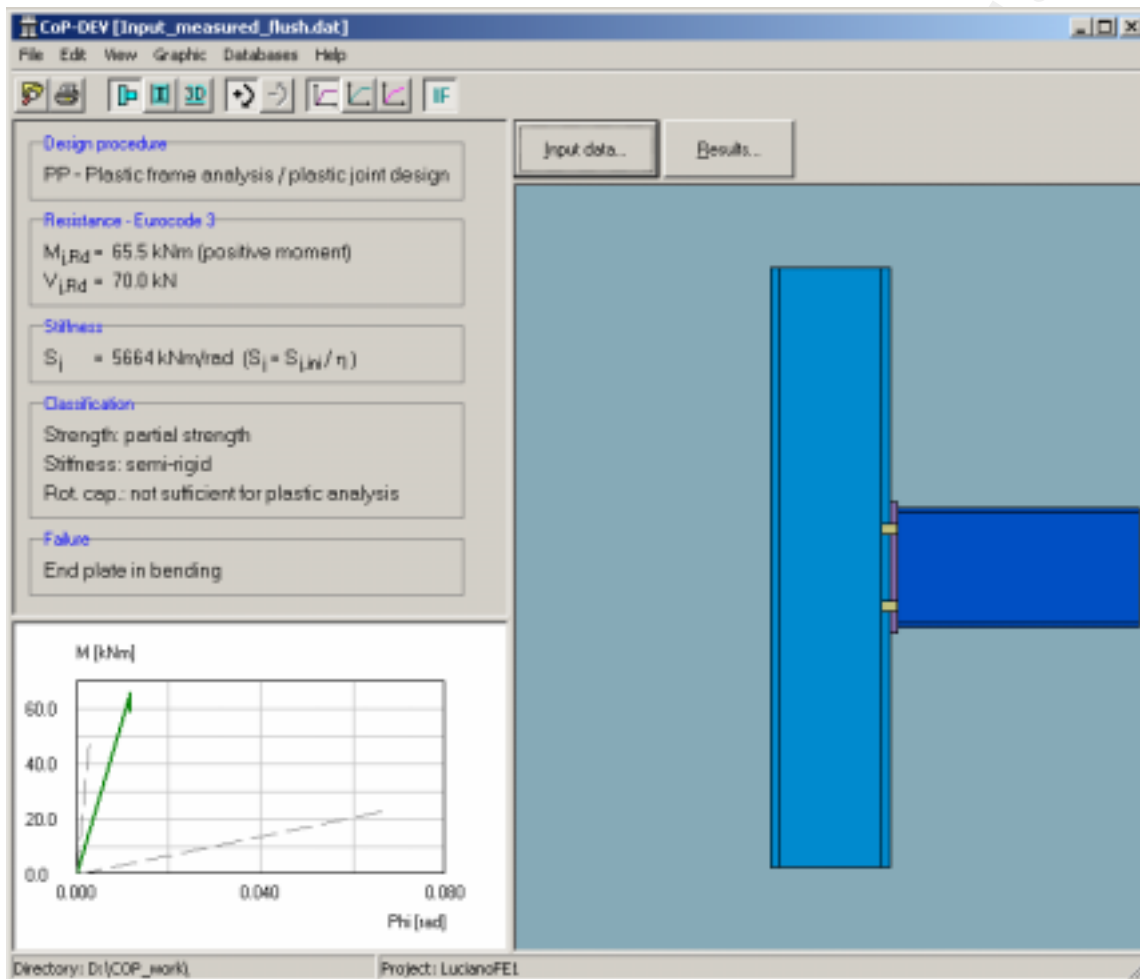 CoP-DEV [Input_measured_flush.dat]
File Edit View Graphic Databases Help
3D IF
Design procedure
PP - Plastic frame analysis / plastic joint design
Resistance - Eurocode 3
Mj,Rd = 65.5 kNm (positive moment)
Vj,Rd = 70.0 kN
Stiffness
Sj = 5664 kNm/rad (Sj = Sj,ini / η )
Classification
Strength: partial strength
Stiffness: semi-rigid
Rot. cap.: not sufficient for plastic analysis
Failure
End plate in bending
Input data...
Results...
M [kNm]
60.0
40.0
20.0
0.0
0.000 0.040 0.080
Phi [rad]
Directory: D:\COP_work\
Project: LucianoFE1